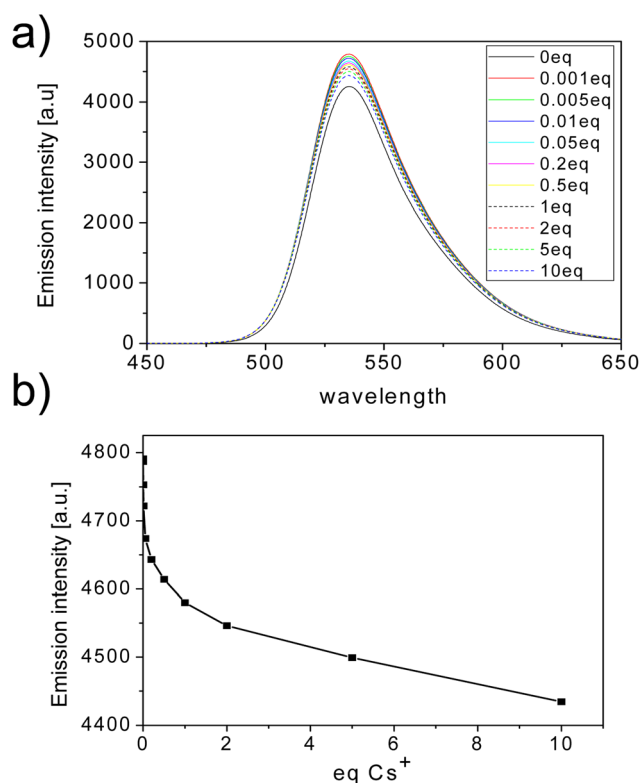 a)
Emission intensity [a.u]
5000
4000
3000
2000
1000
0
450
500
550
600
650
wavelength
0eq
0.001eq
0.005eq
0.01eq
0.05eq
0.2eq
0.5eq
1eq
2eq
5eq
10eq
b)
Emission intensity [a.u.]
4800
4700
4600
4500
4400
0
2
4
6
8
10
eq Cs+